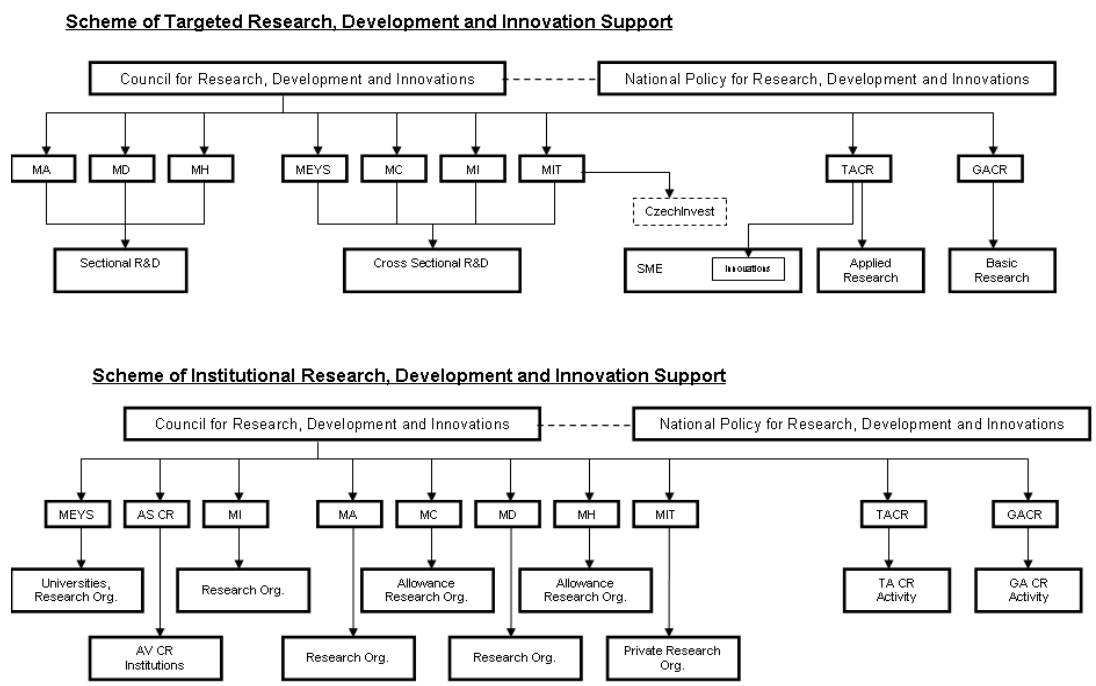 Scheme of Targeted Research, Development and Innovation Support
Council for Research, Development and Innovations
National Policy for Research, Development and Innovations
MA
MD
MH
MEYS
MC
MI
MIT
TACR
GACR
CzechInvest
Sectional R&D
Cross Sectional R&D
SME
Innovations
Applied
Research
Basic
Research
Scheme of Institutional Research, Development and Innovation Support
Council for Research, Development and Innovations
National Policy for Research, Development and Innovations
MEYS
AS CR
MI
MA
MC
MD
MH
MIT
TACR
GACR
Universities,
Research Org.
Research Org.
Allowance
Research Org.
Allowance
Research Org.
TA CR
Activity
GA CR
Activity
AV CR
Institutions
Research Org.
Research Org.
Private Research
Org.